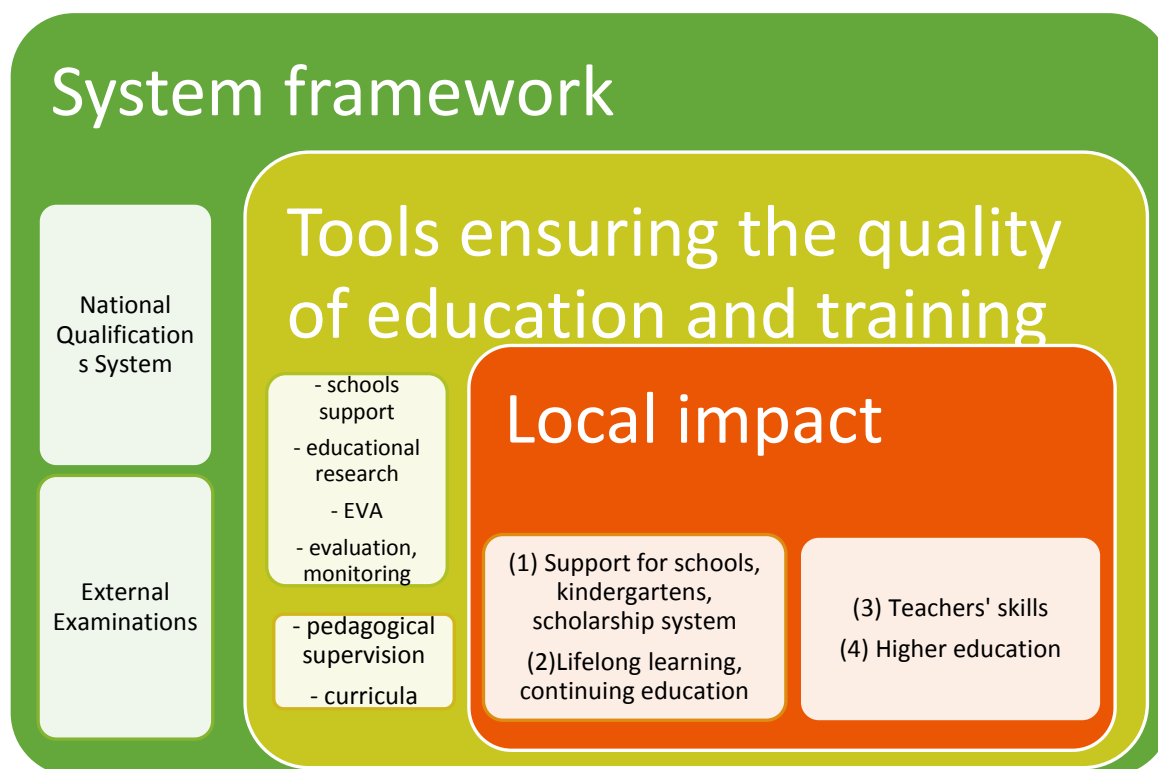 System framework
National
Qualification
s System
External
Examinations
Tools ensuring the quality
of education and training
- schools
support
- educational
research
- EVA
- evaluation,
monitoring
- pedagogical
supervision
- curricula
Local impact
(1) Support for schools,
kindergartens,
scholarship system
(2)Lifelong learning,
continuing education
(3) Teachers' skills
(4) Higher education